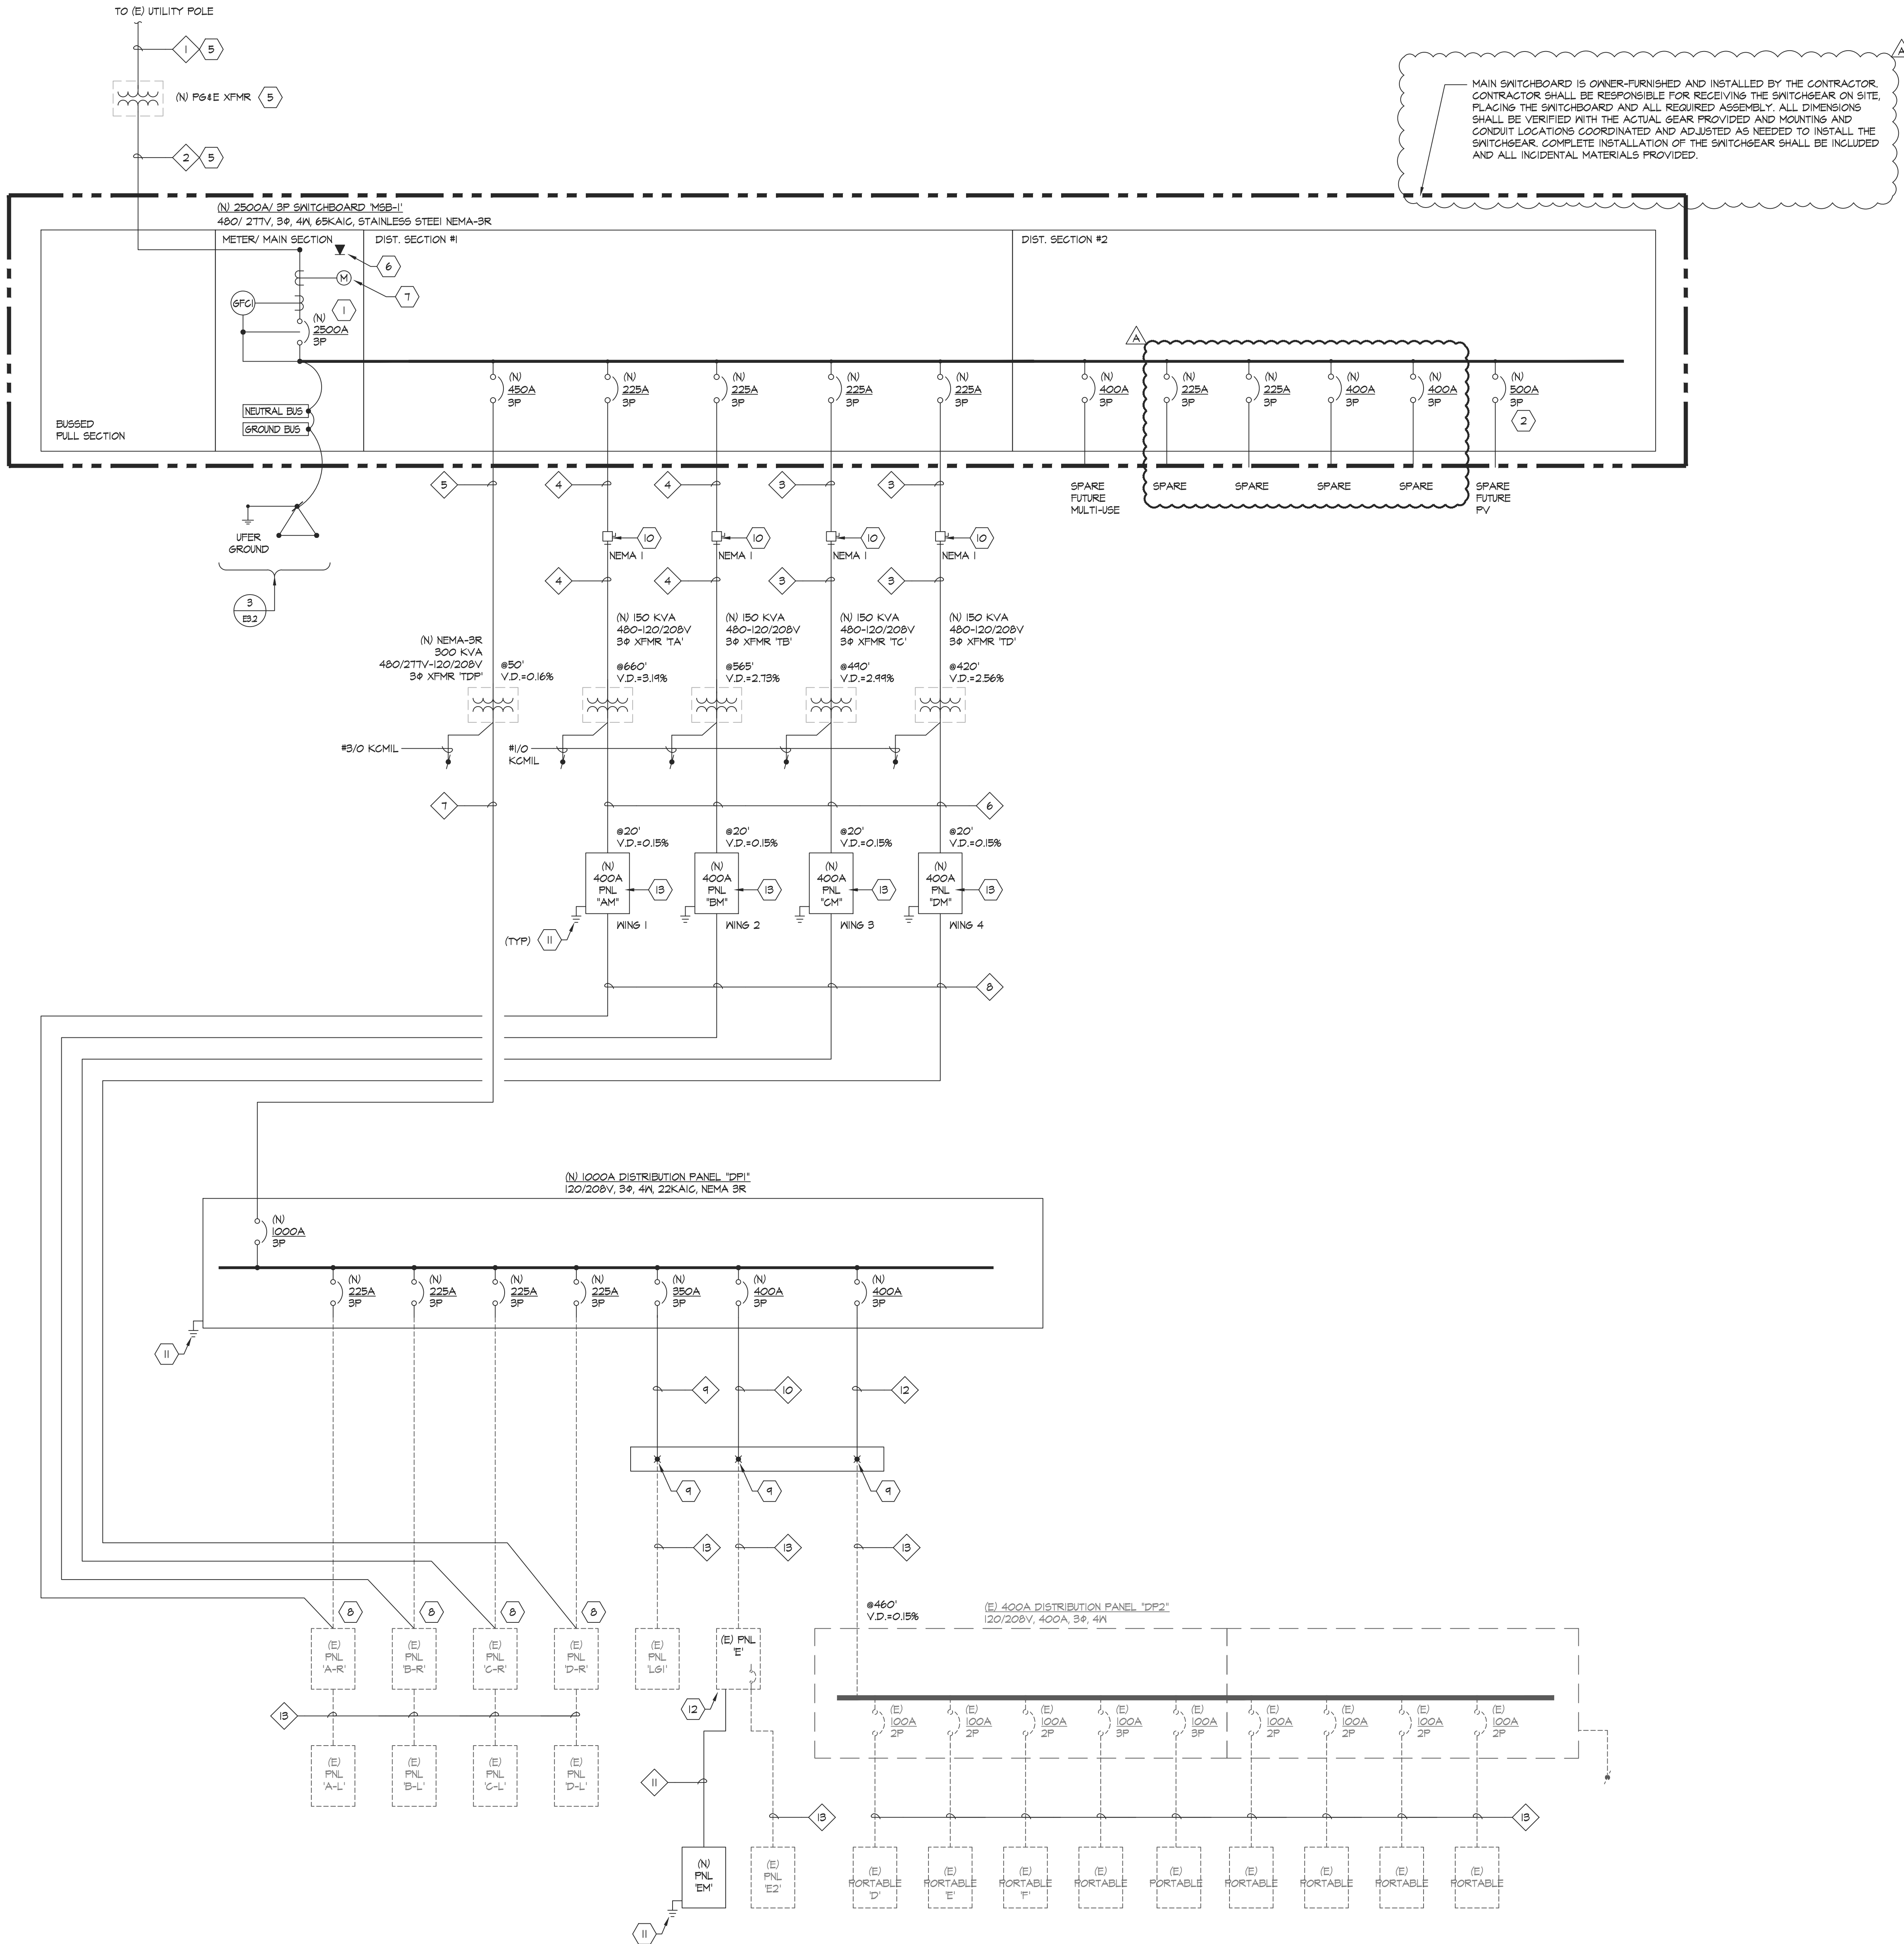 TO (E) UTILITY POLE
1
5
(N) PG&E XFMR
5
2
5
A
MAIN SWITCHBOARD IS OWNER-FURNISHED AND INSTALLED BY THE CONTRACTOR.
CONTRACTOR SHALL BE RESPONSIBLE FOR RECEIVING THE SWITCHGEAR ON SITE,
PLACING THE SWITCHBOARD AND ALL REQUIRED ASSEMBLY. ALL DIMENSIONS
SHALL BE VERIFIED WITH THE ACTUAL GEAR PROVIDED AND MOUNTING AND
CONDUIT LOCATIONS COORDINATED AND ADJUSTED AS NEEDED TO INSTALL THE
SWITCHGEAR. COMPLETE INSTALLATION OF THE SWITCHGEAR SHALL BE INCLUDED
AND ALL INCIDENTAL MATERIALS PROVIDED.
(N) 2500A/ 3P SWITCHBOARD 'MSB-1'
480/ 277V, 3Φ, 4W, 65KAIC, STAINLESS STEEl NEMA-3R
METER/ MAIN SECTION
DIST. SECTION #1
DIST. SECTION #2
6
M
7
GFCI
1
(N)
2500A
3P
A
(N)
450A
3P
(N)
225A
3P
(N)
225A
3P
(N)
225A
3P
(N)
225A
3P
(N)
400A
3P
(N)
225A
3P
(N)
225A
3P
(N)
400A
3P
(N)
400A
3P
(N)
500A
3P
2
NEUTRAL BUS
GROUND BUS
BUSSED
PULL SECTION
5
4
4
3
3
SPARE
FUTURE
MULTI-USE
SPARE
SPARE
SPARE
SPARE
SPARE
FUTURE
PV
UFER
GROUND
3
E3.2
10
10
10
10
NEMA 1
NEMA 1
NEMA 1
NEMA 1
4
4
3
3
(N) NEMA-3R
300 KVA
480/277V-120/208V
3Φ XFMR 'TDP'
@50'
V.D.=0.16%
(N) 150 KVA
480-120/208V
3Φ XFMR 'TA'
@660'
V.D.=3.19%
(N) 150 KVA
480-120/208V
3Φ XFMR 'TB'
@565'
V.D.=2.73%
(N) 150 KVA
480-120/208V
3Φ XFMR 'TC'
@490'
V.D.=2.99%
(N) 150 KVA
480-120/208V
3Φ XFMR 'TD'
@420'
V.D.=2.56%
#3/0 KCMIL
#1/0
KCMIL
7
6
@20'
V.D.=0.15%
@20'
V.D.=0.15%
@20'
V.D.=0.15%
@20'
V.D.=0.15%
(N)
400A
PNL
"AM"
13
(N)
400A
PNL
"BM"
13
(N)
400A
PNL
"CM"
13
(N)
400A
PNL
"DM"
13
WING 1
WING 2
WING 3
WING 4
(TYP)
11
8
(N) 1000A DISTRIBUTION PANEL "DP1"
120/208V, 3Φ, 4W, 22KAIC, NEMA 3R
(N)
1000A
3P
(N)
225A
3P
(N)
225A
3P
(N)
225A
3P
(N)
225A
3P
(N)
350A
3P
(N)
400A
3P
(N)
400A
3P
11
9
10
12
9
9
9
13
13
13
8
8
8
8
@460'
V.D.=0.15%
(E) 400A DISTRIBUTION PANEL "DP2"
120/208V, 400A, 3Φ, 4W
(E)
PNL
'A-R'
(E)
PNL
'B-R'
(E)
PNL
'C-R'
(E)
PNL
'D-R'
(E)
PNL
'LG1'
(E) PNL
'E'
12
13
(E)
100A
2P
(E)
100A
2P
(E)
100A
2P
(E)
100A
3P
(E)
100A
3P
(E)
100A
2P
(E)
100A
2P
(E)
100A
2P
(E)
100A
2P
(E)
PNL
'A-L'
(E)
PNL
'B-L'
(E)
PNL
'C-L'
(E)
PNL
'D-L'
11
13
13
(N)
PNL
'EM'
(E)
PNL
'E2'
(E)
PORTABLE
'D'
(E)
PORTABLE
'E'
(E)
PORTABLE
'F'
(E)
PORTABLE
(E)
PORTABLE
(E)
PORTABLE
(E)
PORTABLE
(E)
PORTABLE
(E)
PORTABLE
11